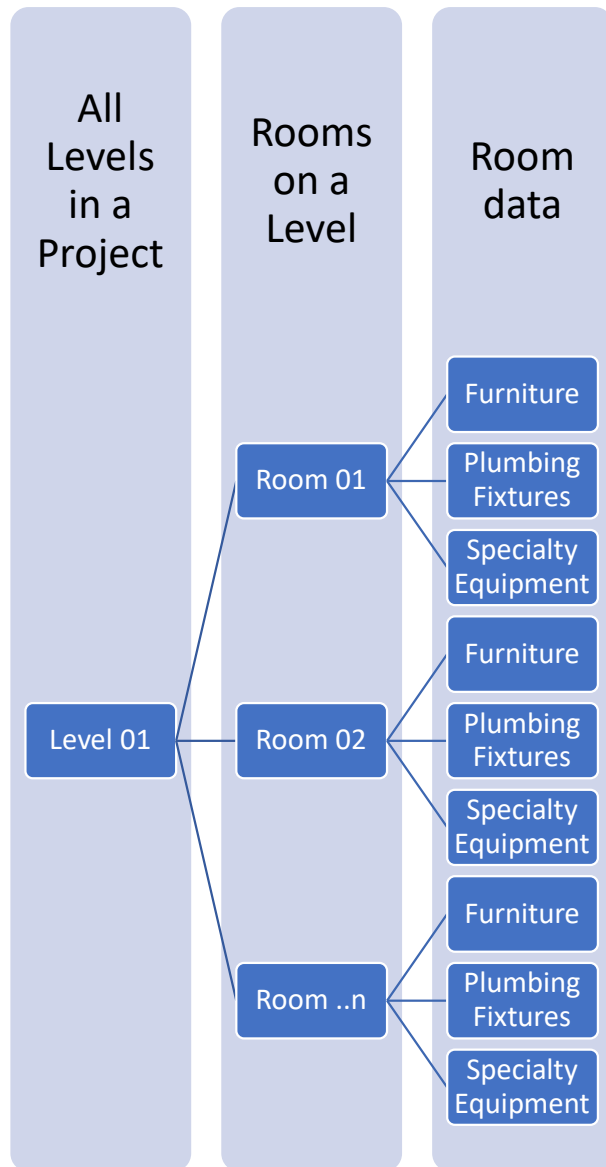 All
Levels
in a
Project
Rooms
on a
Level
Room
data
Level 01
Room 01
Furniture
Plumbing
Fixtures
Specialty
Equipment
Room 02
Furniture
Plumbing
Fixtures
Specialty
Equipment
Room ..n
Furniture
Plumbing
Fixtures
Specialty
Equipment